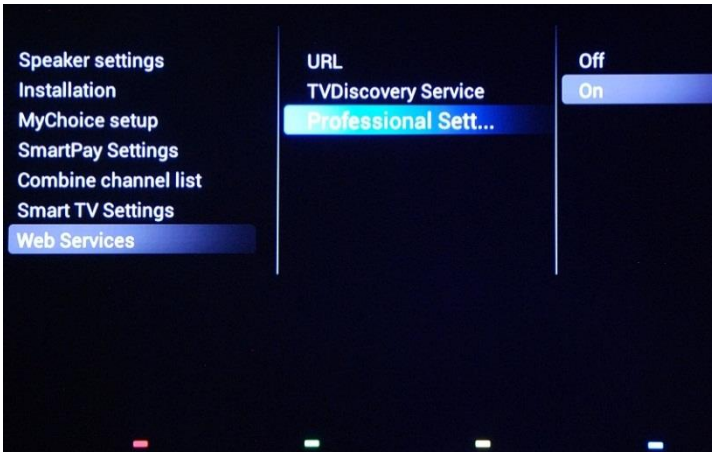 Speaker settings
Installation
MyChoice setup
SmartPay Settings
Combine channel list
Smart TV Settings
Web Services
URL
TVDiscovery Service
Professional Sett...
Off
On